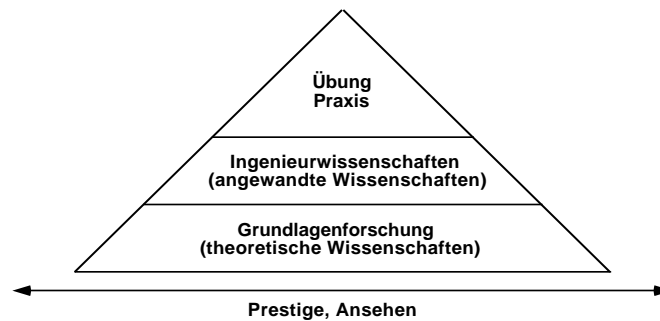 Übung
Praxis
Ingenieurwissenschaften
(angewandte Wissenschaften)
Grundlagenforschung
(theoretische Wissenschaften)
Prestige, Ansehen